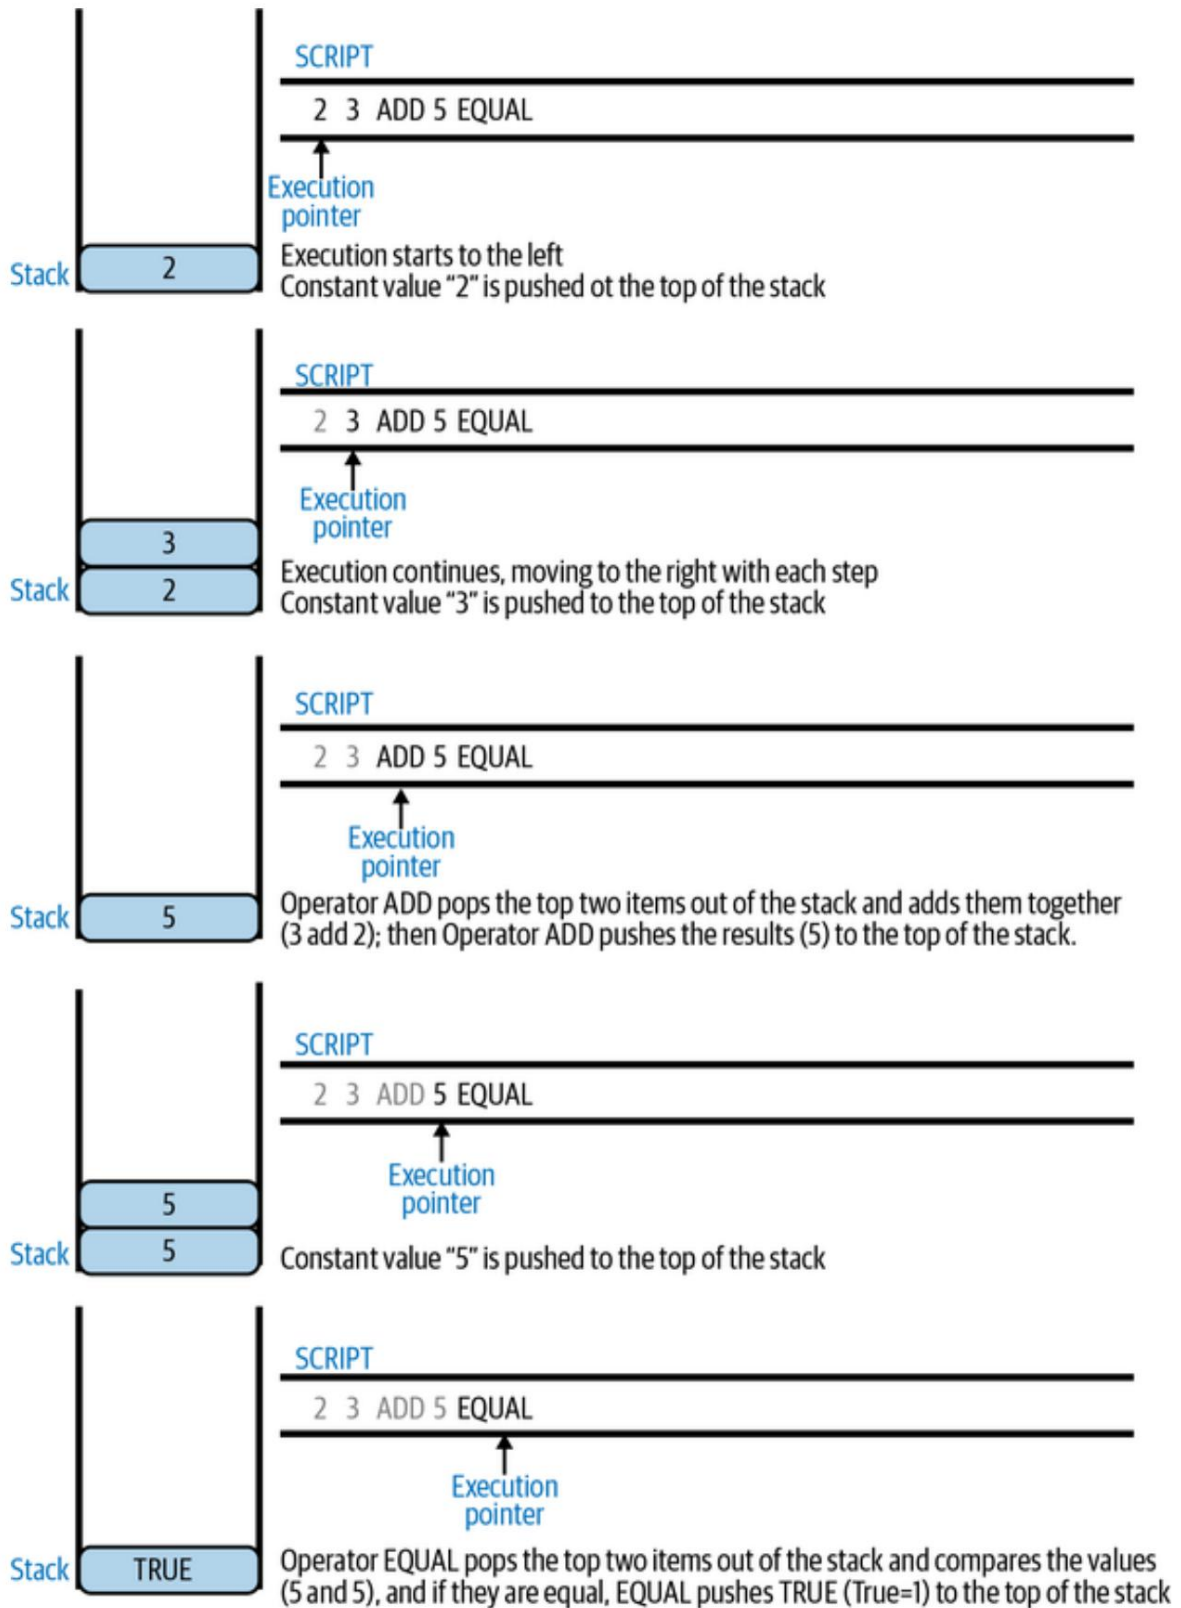 SCRIPT
2 3 ADD 5 EQUAL
Execution
pointer
Stack
2
Execution starts to the left
Constant value “2” is pushed ot the top of the stack
SCRIPT
2 3 ADD 5 EQUAL
Execution
pointer
3
Stack
2
Execution continues, moving to the right with each step
Constant value “3” is pushed to the top of the stack
SCRIPT
2 3 ADD 5 EQUAL
Execution
pointer
Stack
5
Operator ADD pops the top two items out of the stack and adds them together
(3 add 2); then Operator ADD pushes the results (5) to the top of the stack.
SCRIPT
2 3 ADD 5 EQUAL
Execution
pointer
5
Stack
5
Constant value “5” is pushed to the top of the stack
SCRIPT
2 3 ADD 5 EQUAL
Execution
pointer
Stack
TRUE
Operator EQUAL pops the top two items out of the stack and compares the values
(5 and 5), and if they are equal, EQUAL pushes TRUE (True=1) to the top of the stack